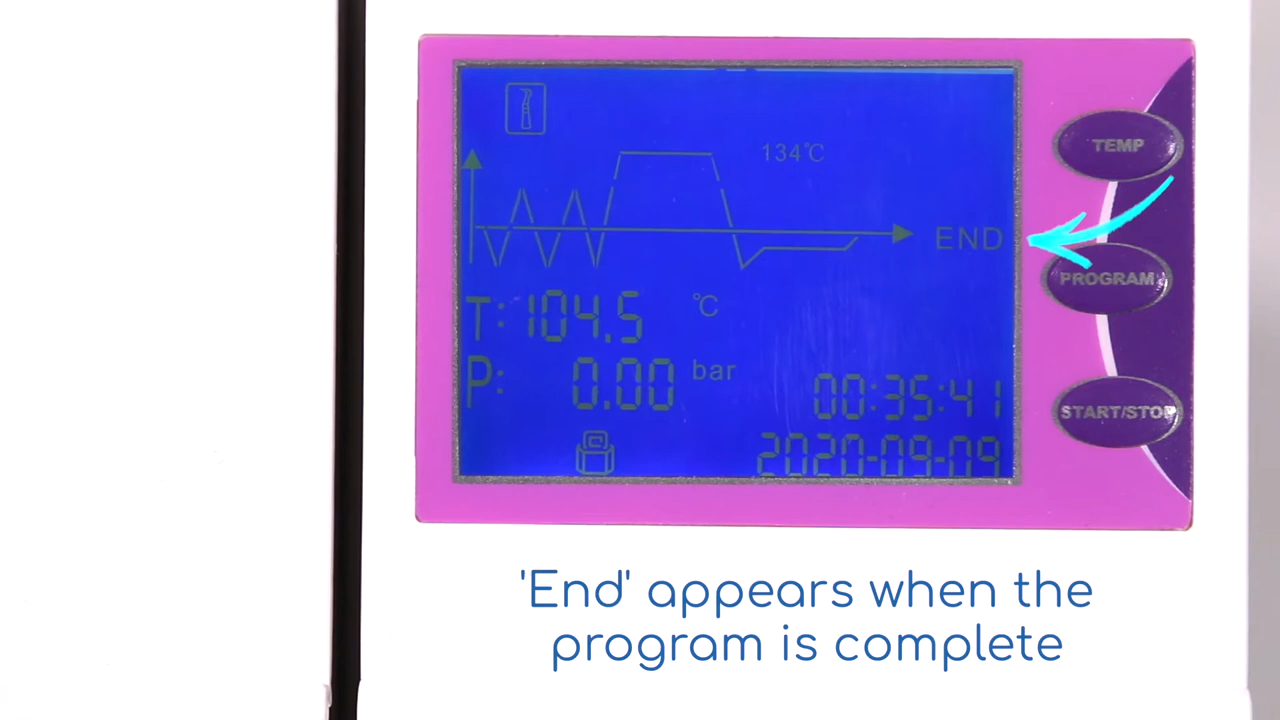 134℃
TEMP
END
PROGRAM
T: 104.5 ℃
P: 0.00 bar
00:35:41
START/STOP
2020-09-09
'End' appears when the
program is complete